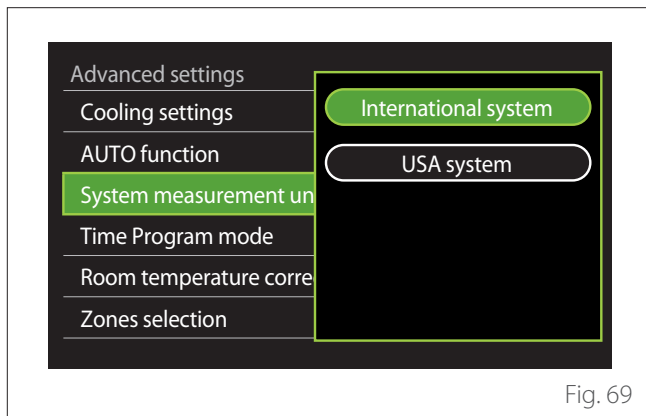 Advanced settings
Cooling settings
AUTO function
System measurement un
Time Program mode
Room temperature corre
Zones selection
International system
USA system
Fig. 69